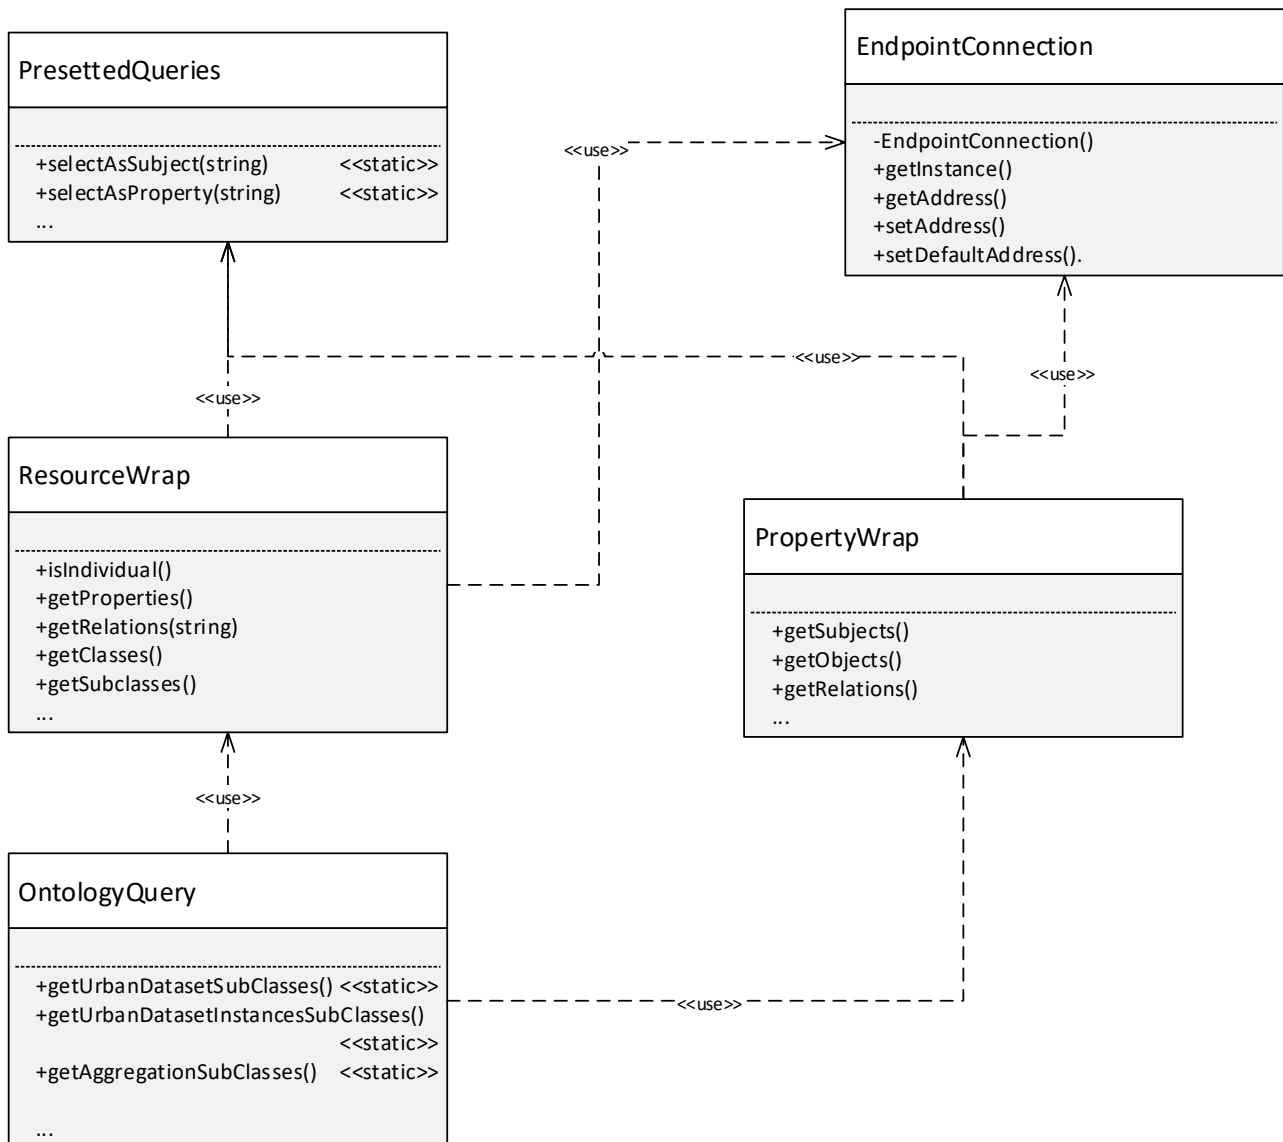 PresettedQueries
+selectAsSubject(string) <<static>>
+selectAsProperty(string) <<static>>
...
EndpointConnection
-EndpointConnection()
+getInstance()
+getAddress()
+setAddress()
+setDefaultAddress().
<<use>>
<<use>>
<<use>>
<<use>>
ResourceWrap
+isIndividual()
+getProperties()
+getRelations(string)
+getClasses()
+getSubclasses()
...
PropertyWrap
+getSubjects()
+getObjects()
+getRelations()
...
<<use>>
OntologyQuery
+getUrbanDatasetSubClasses() <<static>>
+getUrbanDatasetInstancesSubClasses()
<<static>>
+getAggregationSubClasses() <<static>>
...
<<use>>